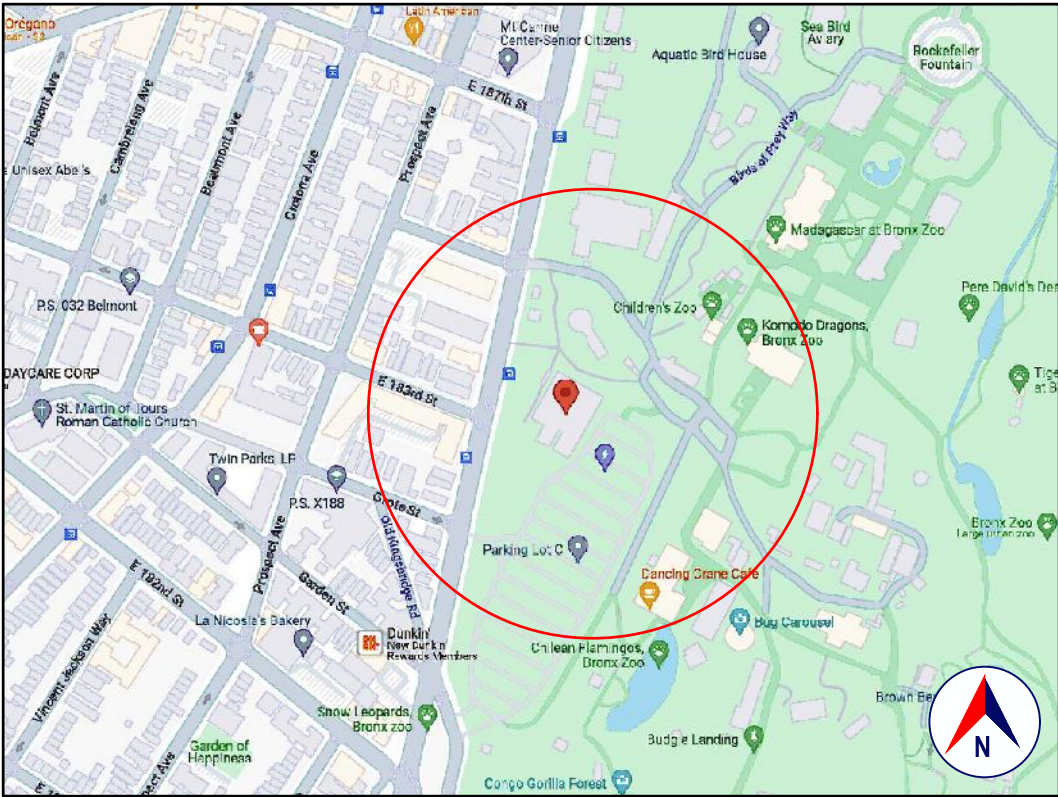 Oregano
Latin American
Mt Carme
Center-Senior Citizens
Sea Bird
Aviary
Aquatic Bird House
Rockefeller
Fountain
E 187th St
Belmont Ave
Cambreleng Ave
Beaumont Ave
Crotona Ave
Prospect Ave
Birds of Prey Way
Unisex Abel's
Madagascar at Bronx Zoo
P.S. 032 Belmont
Children's Zoo
Pere David's Dee
Komodo Dragons,
Bronx Zoo
DAYCARE CORP
E 183rd St
Tige
at B
St. Martin of Tours
Roman Catholic Church
Twin Parks, LP
P.S. X188
Grote St
Old Kingsbridge Rd
Bronx Zoo
Large urban zoo
Parking Lot C
Prospect Ave
E 182nd St
Garden St
Dancing Crane Cafe
La Nicosia's Bakery
Dunkin'
New Dunkin
Rewards Members
Bug Carousel
Chilean Flamingos,
Bronx Zoo
Vincent Jackson Way
Brown Be
Snow Leopards,
Bronx zoo
Budgie Landing
Garden of
Happiness
N
Congo Gorilla Forest